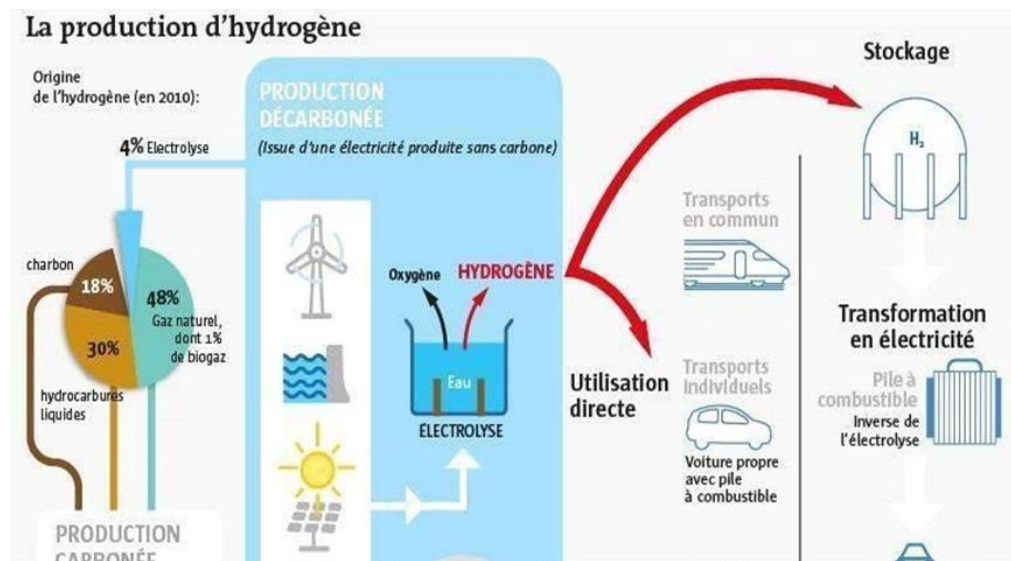 La production d'hydrogène
Origine
de l'hydrogène (en 2010):
4% Electrolyse
charbon
18%
48%
Gaz naturel,
dont 1%
de biogaz
30%
hydrocarbures
liquides
PRODUCTION
CARBONÉE
PRODUCTION
DÉCARBONÉE
(Issue d'une électricité produite sans carbone)
Oxygène
HYDROGÈNE
Eau
ÉLECTROLYSE
Utilisation
directe
Transports
en commun
Transports
individuels
Voiture propre
avec pile
à combustible
Stockage
H₂
Transformation
en électricité
Pile à
combustible
Inverse de
l'électrolyse